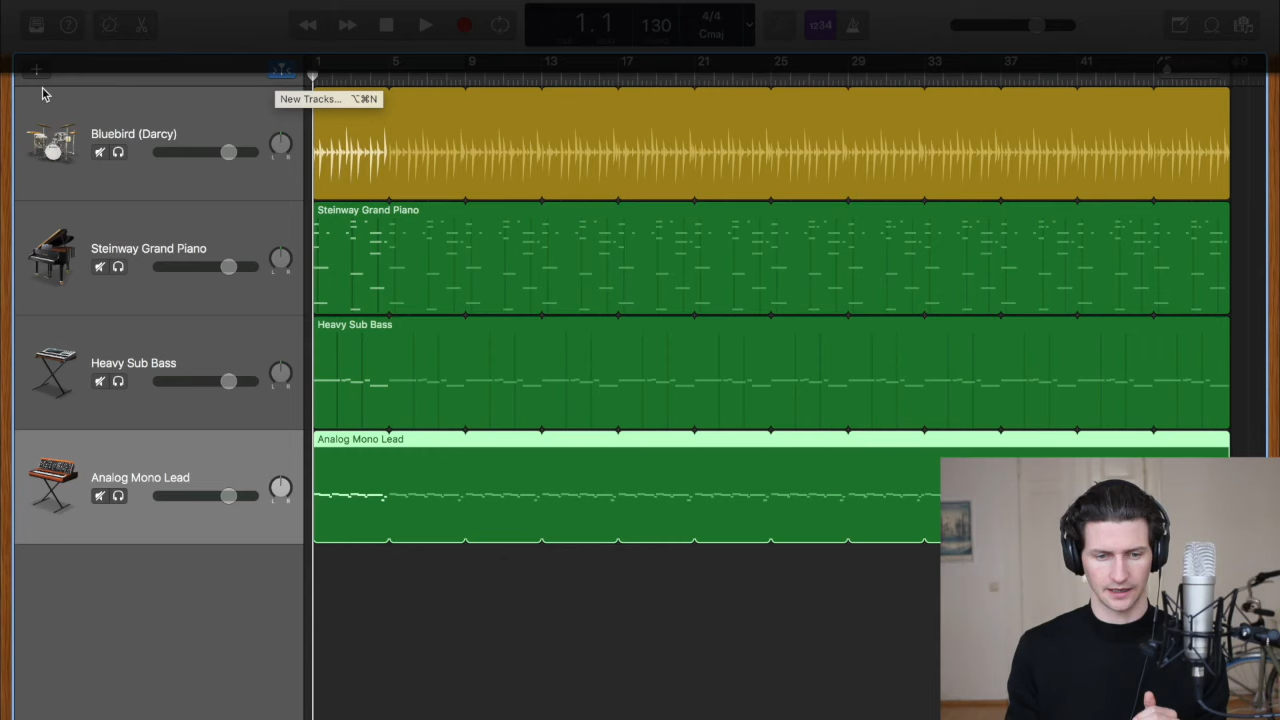 1.1
130
4/4
Cmaj
1234
1
5
9
13
17
21
25
29
33
37
41
New Tracks... ⌥⌘N
Bluebird (Darcy)
L R
Steinway Grand Piano
L R
Steinway Grand Piano
Heavy Sub Bass
L R
Heavy Sub Bass
Analog Mono Lead
L R
Analog Mono Lead